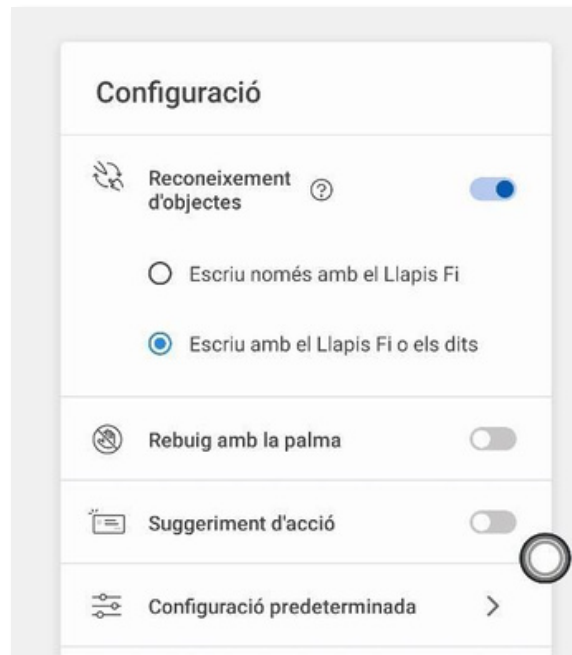 Configuració
Reconeixement
d'objectes
Escriu només amb el Llapis Fi
Escriu amb el Llapis Fi o els dits
Rebuig amb la palma
Suggeriment d'acció
Configuració predeterminada